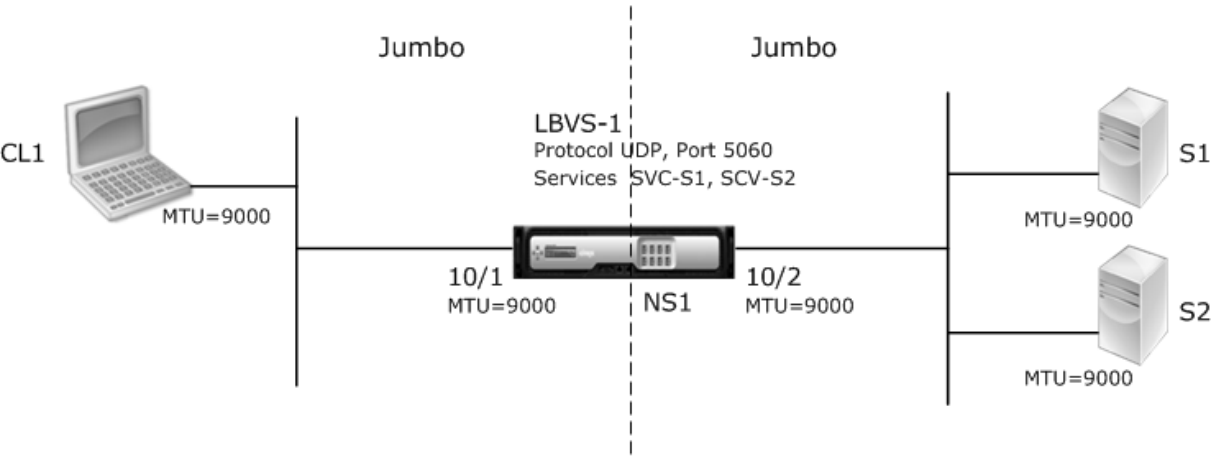 Jumbo
Jumbo
LBVS-1
Protocol UDP, Port 5060
Services SVC-S1, SCV-S2
CL1
MTU=9000
10/1
MTU=9000
NS1
10/2
MTU=9000
S1
MTU=9000
S2
MTU=9000